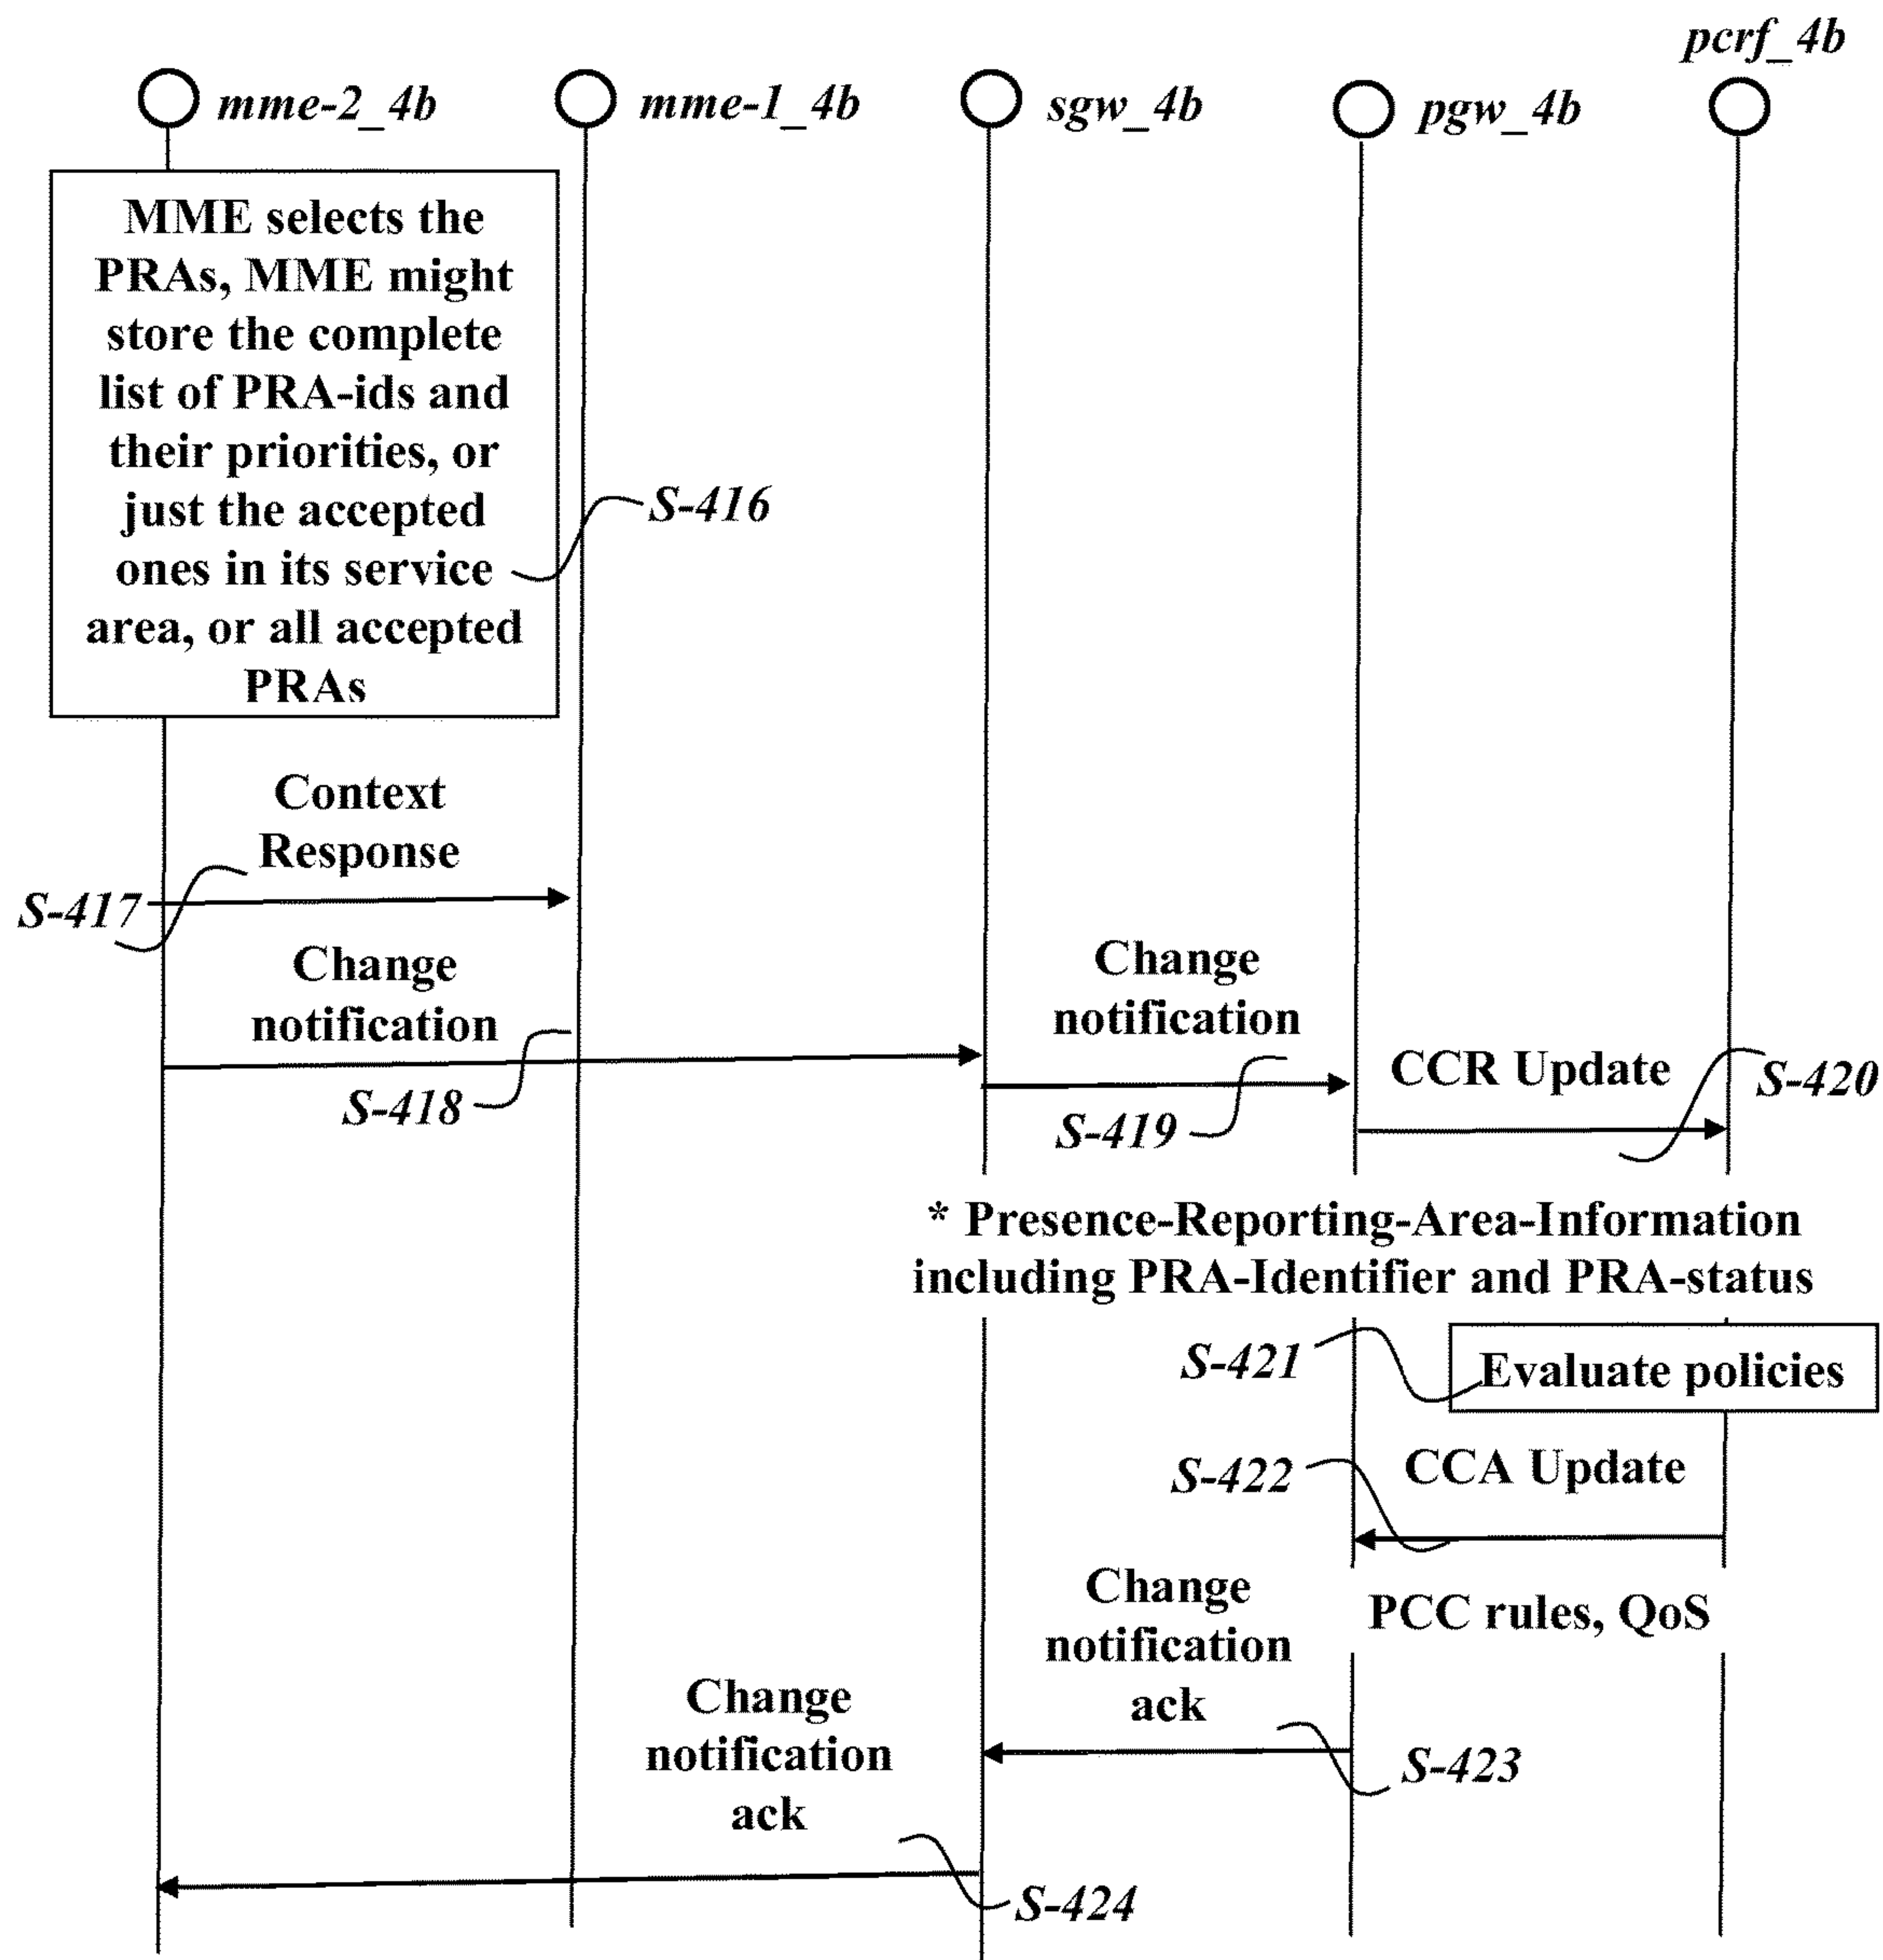 pcrf_4b
mme-2_4b
mme-1_4b
sgw_4b
pgw_4b
MME selects the
PRAs, MME might
store the complete
list of PRA-ids and
their priorities, or
just the accepted
ones in its service
area, or all accepted
PRAs
S-416
Context
Response
S-417
Change
notification
S-418
Change
notification
S-419
CCR Update
S-420
* Presence-Reporting-Area-Information
including PRA-Identifier and PRA-status
S-421
Evaluate policies
S-422
CCA Update
PCC rules, QoS
Change
notification
ack
S-423
Change
notification
ack
S-424